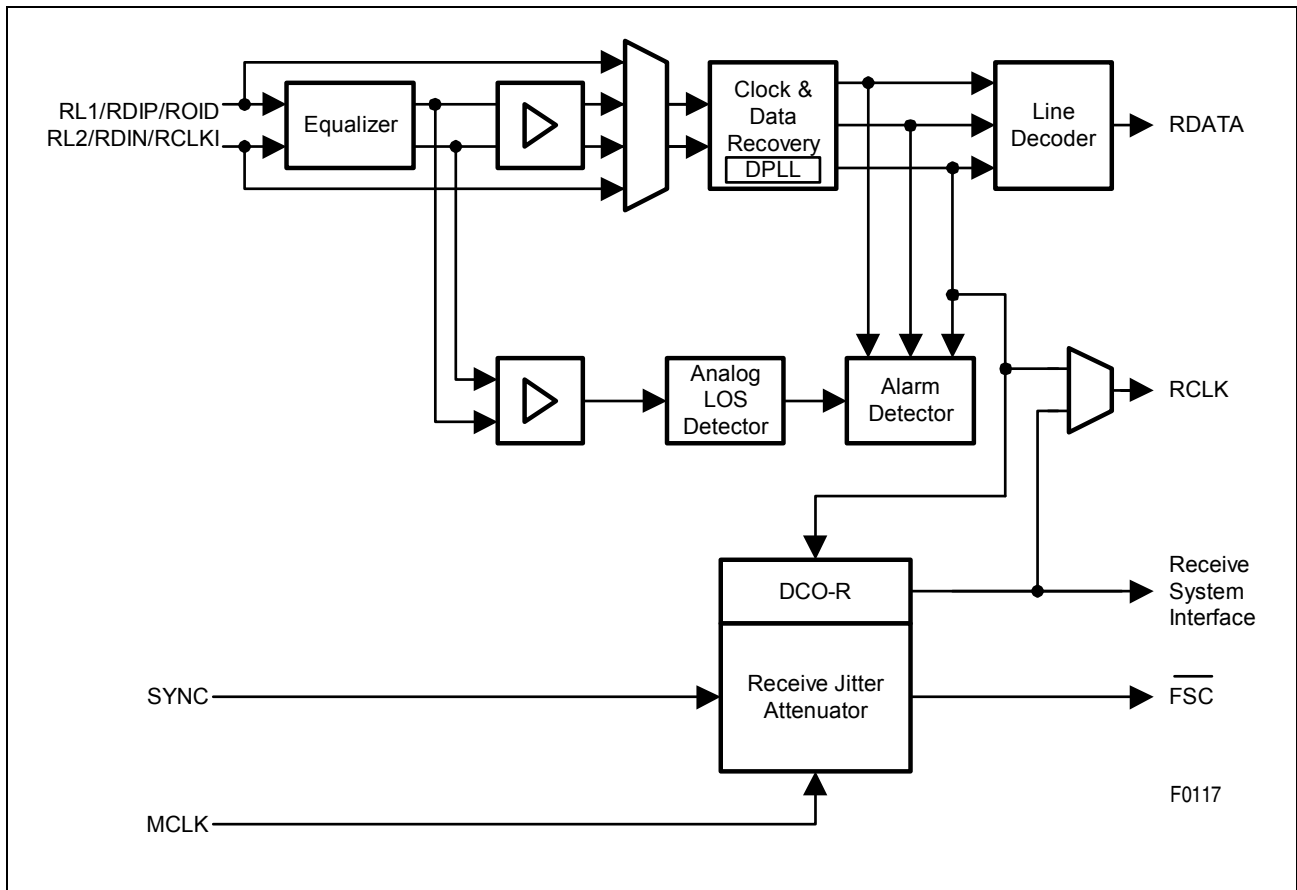 RL1/RDIP/ROID
RL2/RDIN/RCLKI
Equalizer
Clock &
Data
Recovery
DPLL
Line
Decoder
RDATA
Analog
LOS
Detector
Alarm
Detector
RCLK
DCO-R
Receive
System
Interface
SYNC
Receive Jitter
Attenuator
FSC
MCLK
F0117